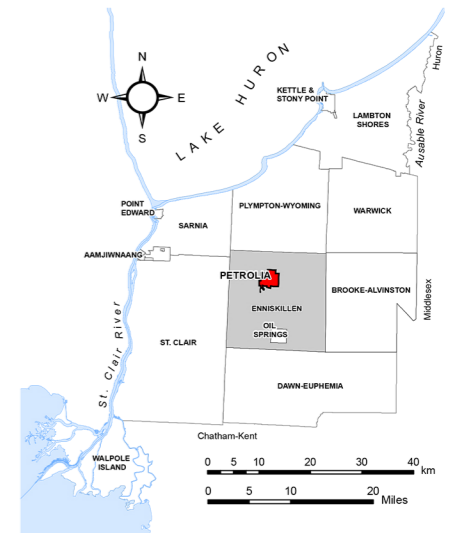 N
W
E
S
LAKE HURON
KETTLE &
STONY POINT
LAMBTON
SHORES
Ausable River
Huron
POINT
EDWARD
SARNIA
PLYMPTON-WYOMING
WARWICK
AAMJIWNAANG
PETROLIA
BROOKE-ALVINSTON
Middlesex
ENNISKILLEN
OIL
SPRINGS
St. Clair River
ST. CLAIR
DAWN-EUPHEMIA
Chatham-Kent
WALPOLE
ISLAND
0 5 10 20 30 40
km
0 5 10 20
Miles